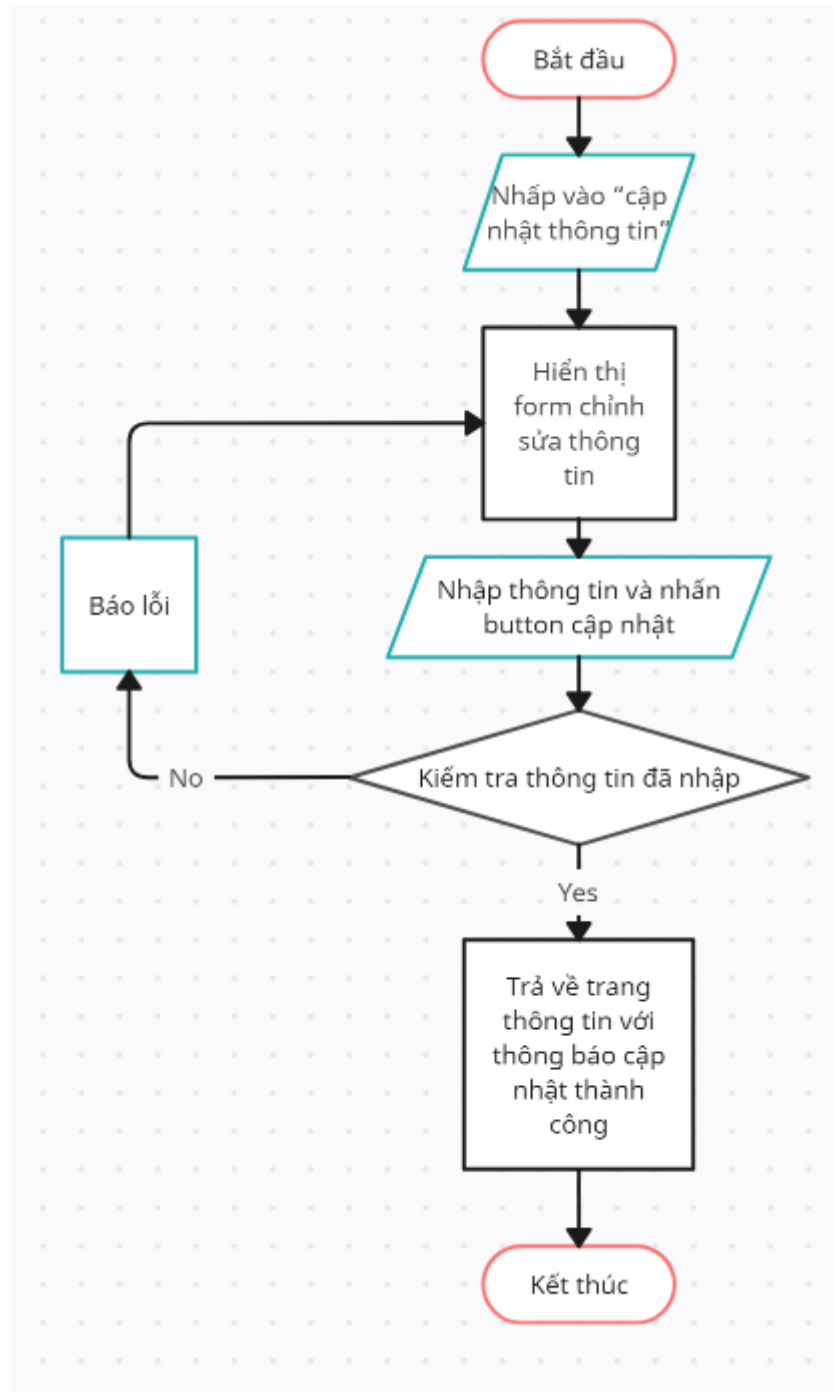 Bắt đầu
Nhấp vào “cập
nhật thông tin”
Hiển thị
form chỉnh
sửa thông
tin
Báo lỗi
Nhập thông tin và nhấn
button cập nhật
No
Kiểm tra thông tin đã nhập
Yes
Trả về trang
thông tin với
thông báo cập
nhật thành
công
Kết thúc